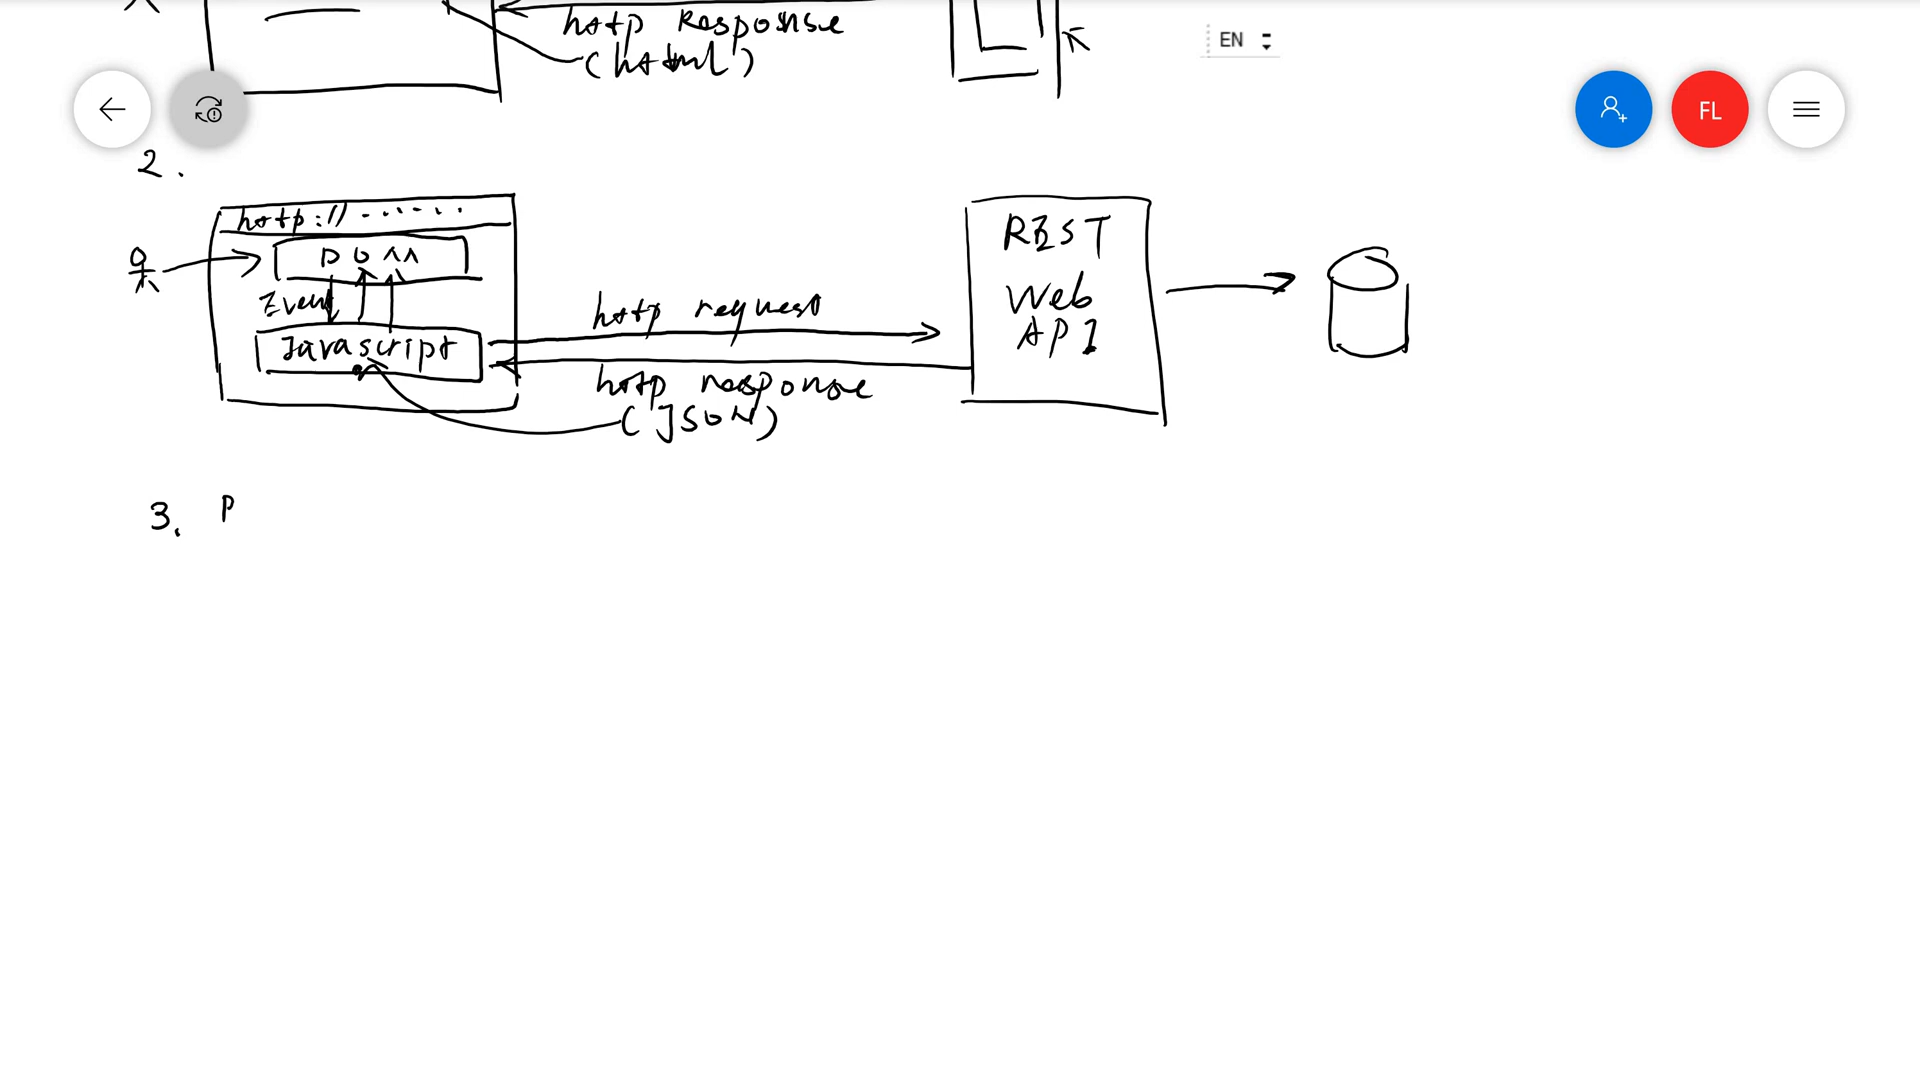 http Response
(html)
EN
FL
2.
http://......
DOM
REST
Event
Web
http request
API
Javascript
http response
(JSON)
3. P